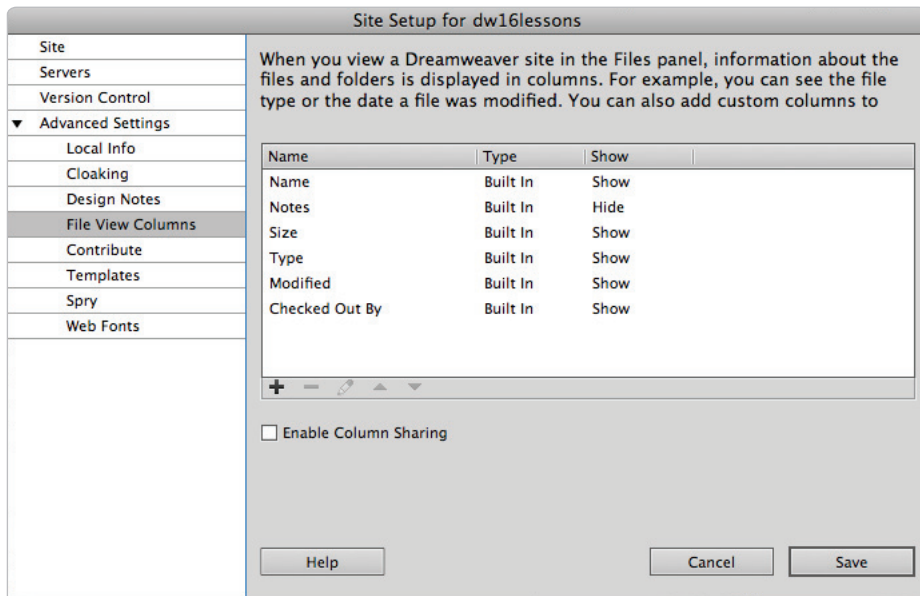 Site Setup for dw16lessons
Site
Servers
Version Control
Advanced Settings
Local Info
Cloaking
Design Notes
File View Columns
Contribute
Templates
Spry
Web Fonts
When you view a Dreamweaver site in the Files panel, information about the
files and folders is displayed in columns. For example, you can see the file
type or the date a file was modified. You can also add custom columns to
Name Type Show
Name Built In Show
Notes Built In Hide
Size Built In Show
Type Built In Show
Modified Built In Show
Checked Out By Built In Show
Enable Column Sharing
Help Cancel Save